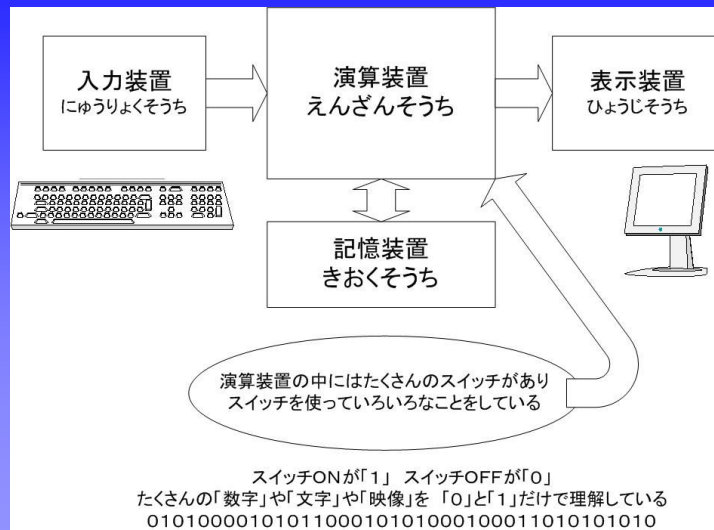 入力装置
にゅうりょくそうち
演算装置
えんざんそうち
表示装置
ひょうじそうち
記憶装置
きおくそうち
演算装置の中にはたくさんのスイッチがあり
スイッチを使っていろいろなことをしている
スイッチＯＮが「１」 スイッチＯＦＦが「０」
たくさんの「数字」や「文字」や「映像」を 「０」と「１」だけで理解している
０１０１００００１０１０１１０００１０１０１０００１０００１１０１０１０１０